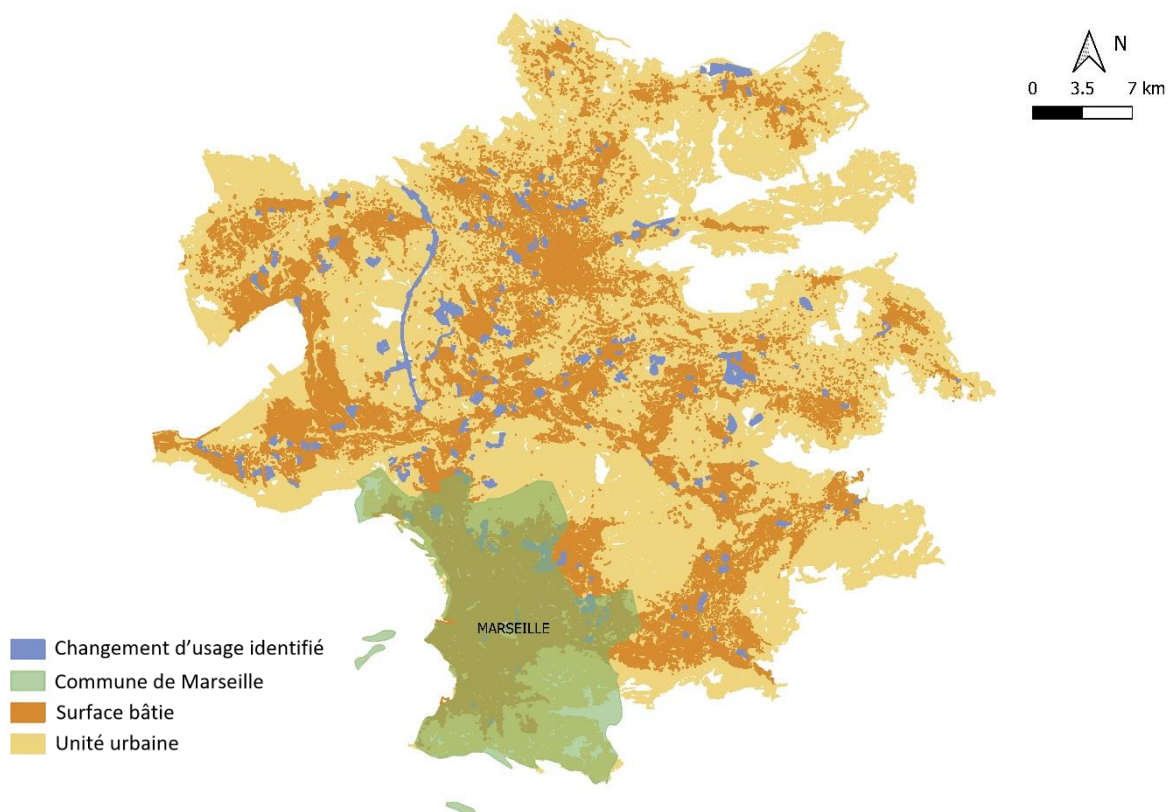 N
0 3.5 7 km
MARSEILLE
Changement d'usage identifié
Commune de Marseille
Surface bâtie
Unité urbaine